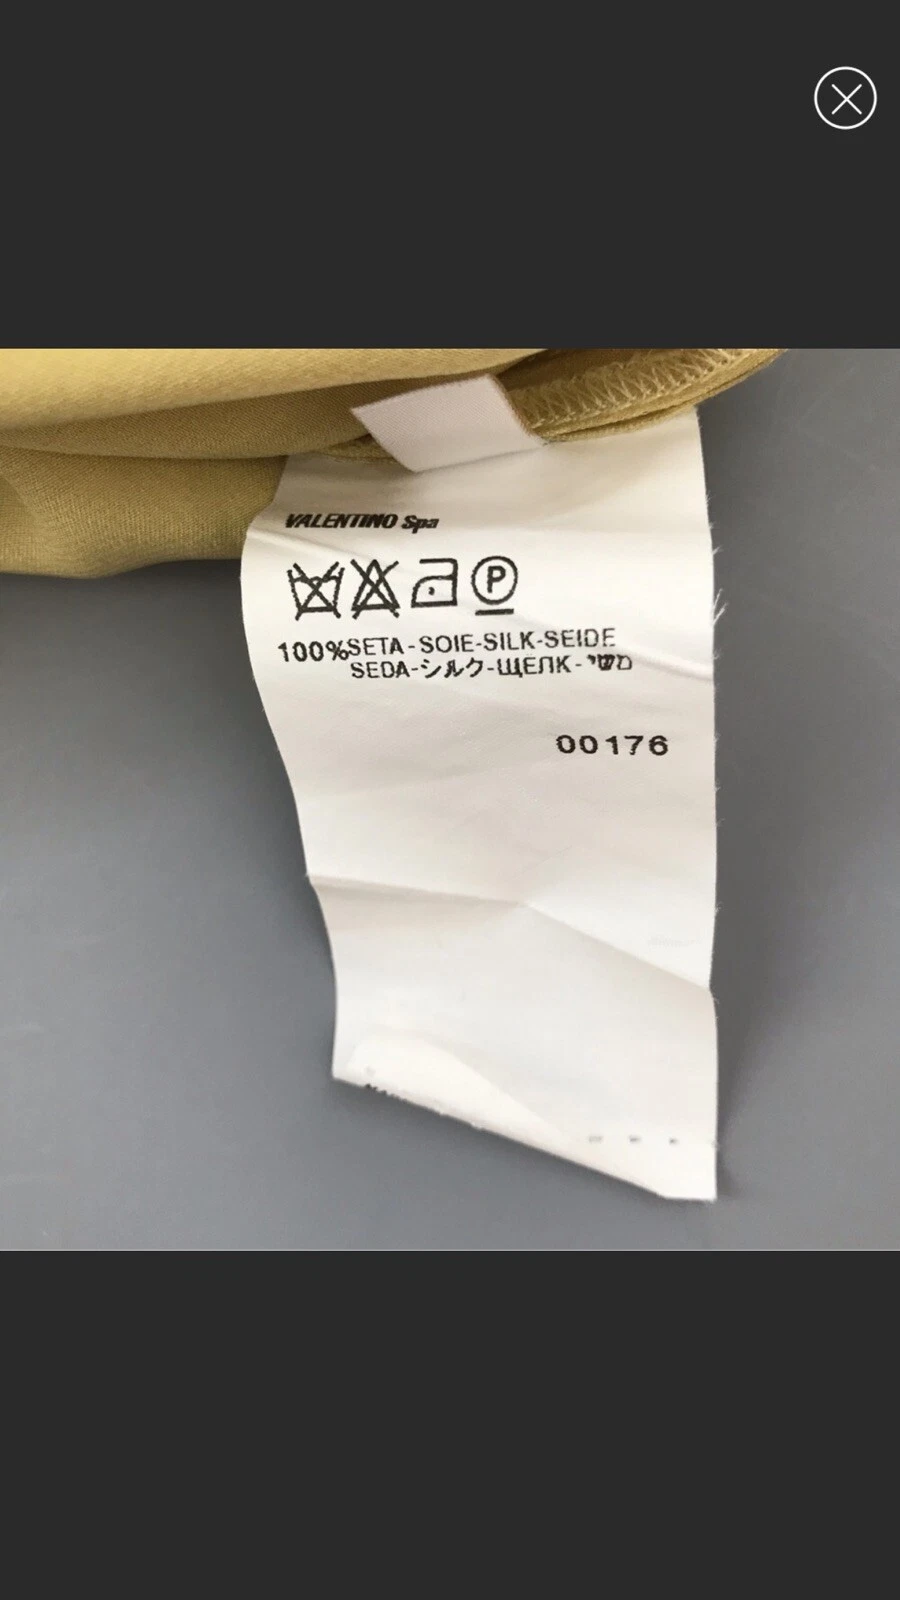 VALENTINO Spa
P
100%SETA-SOIE-SILK-SEIDE
SEDA-シルク-ЩЕЛК-משי
00176